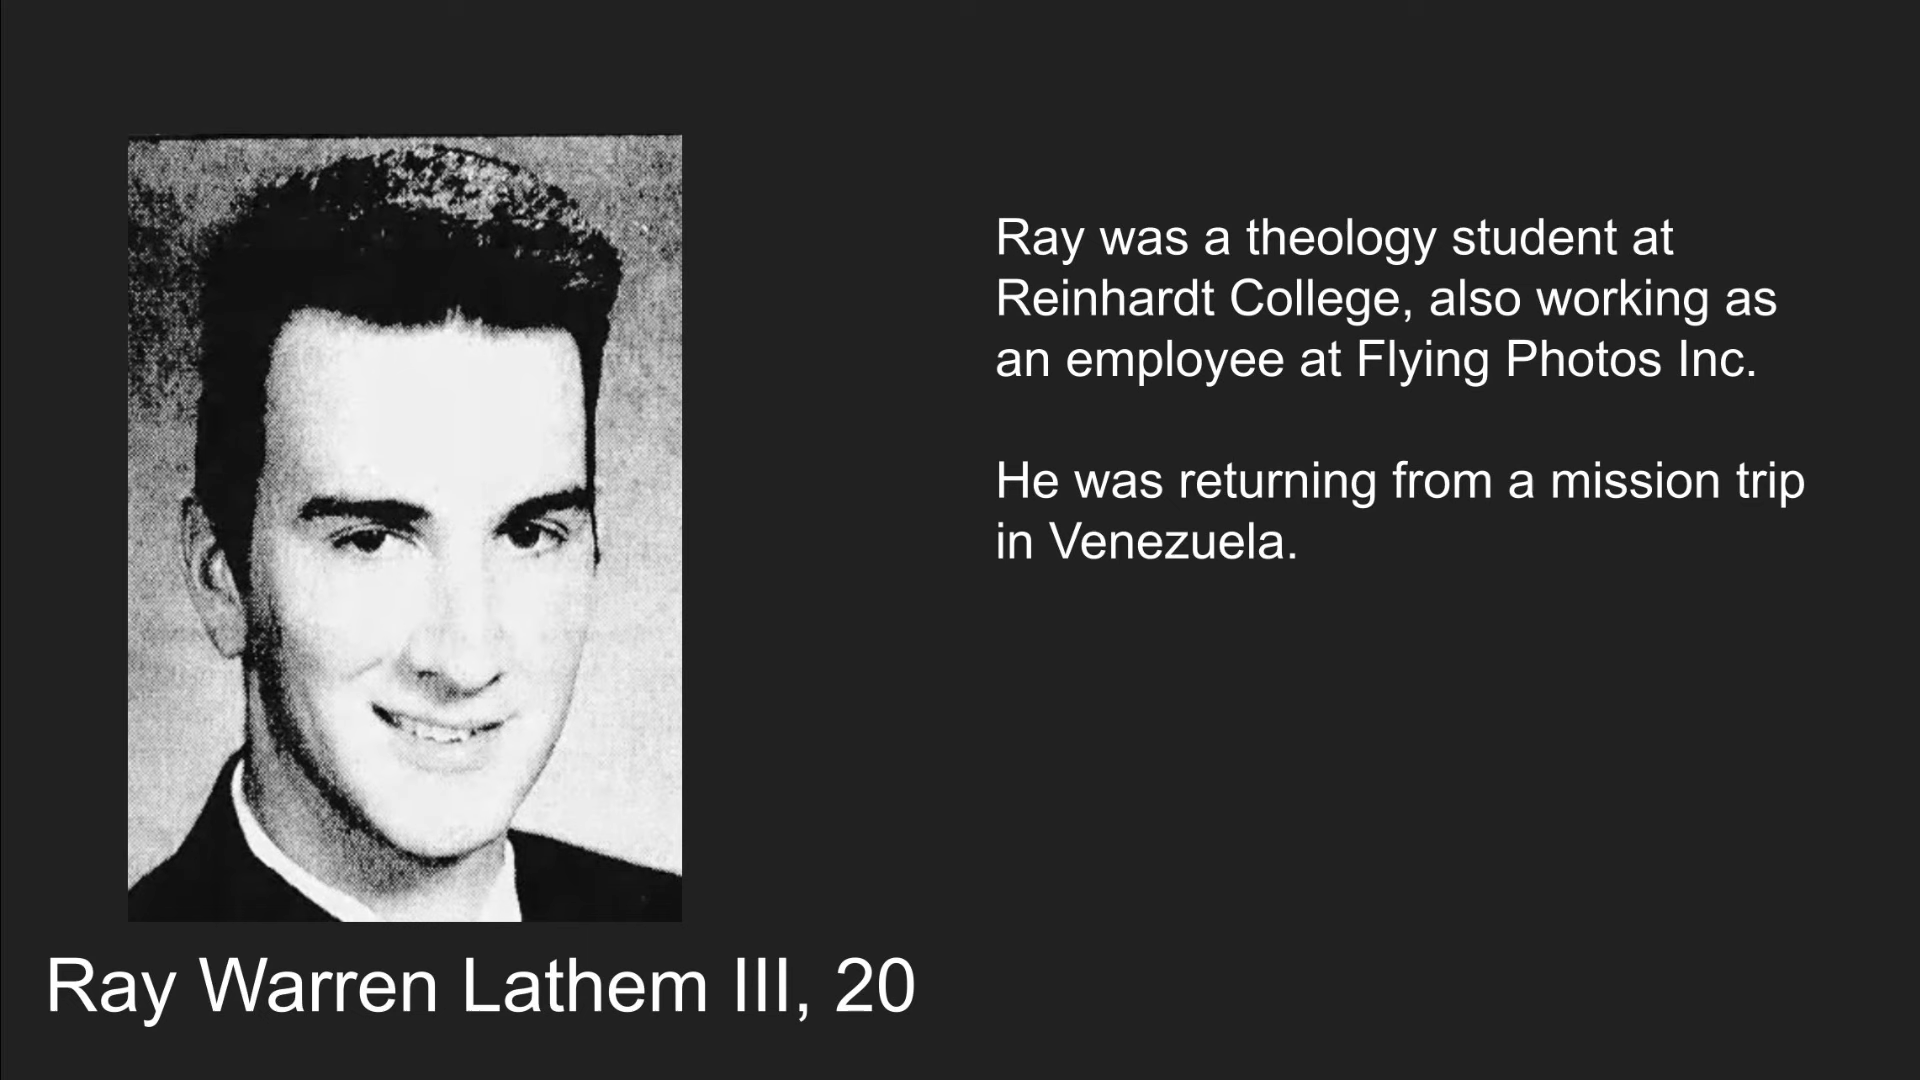 Ray was a theology student at
Reinhardt College, also working as
an employee at Flying Photos Inc.
He was returning from a mission trip
in Venezuela.
Ray Warren Lathem III, 20